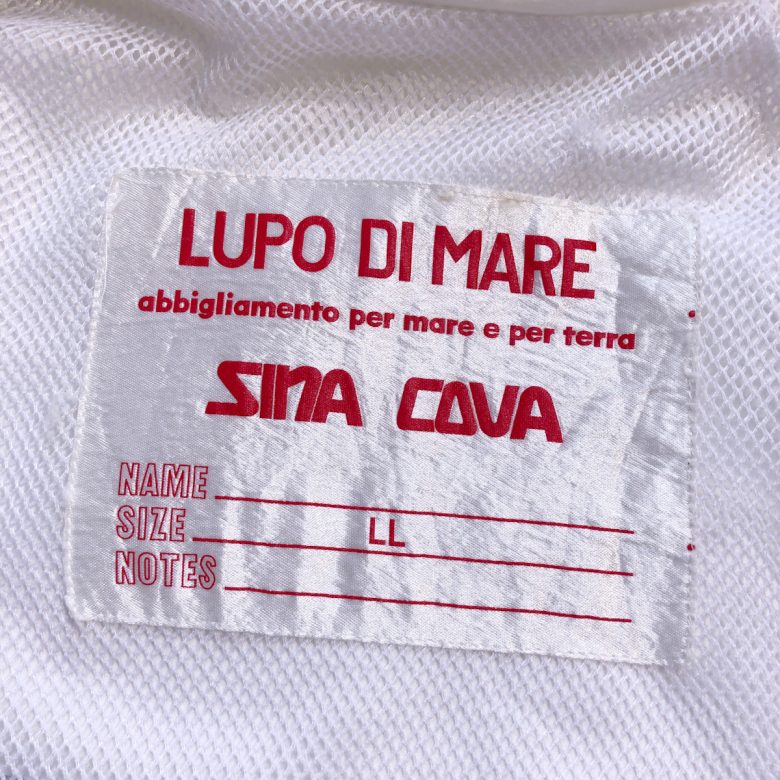 LUPO DI MARE
abbigliamento per mare e per terra
SINA COVA
NAME
SIZE LL
NOTES